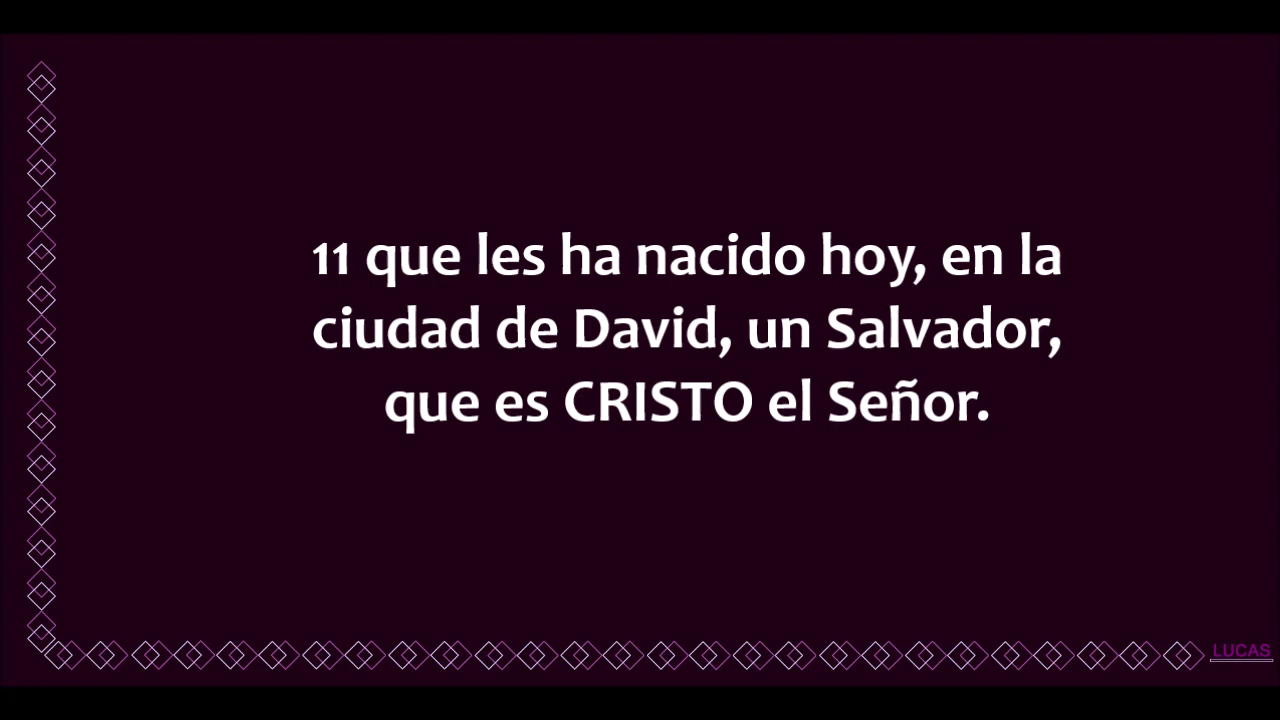 11 que les ha nacido hoy, en la
ciudad de David, un Salvador,
que es CRISTO el Señor.
LUCAS